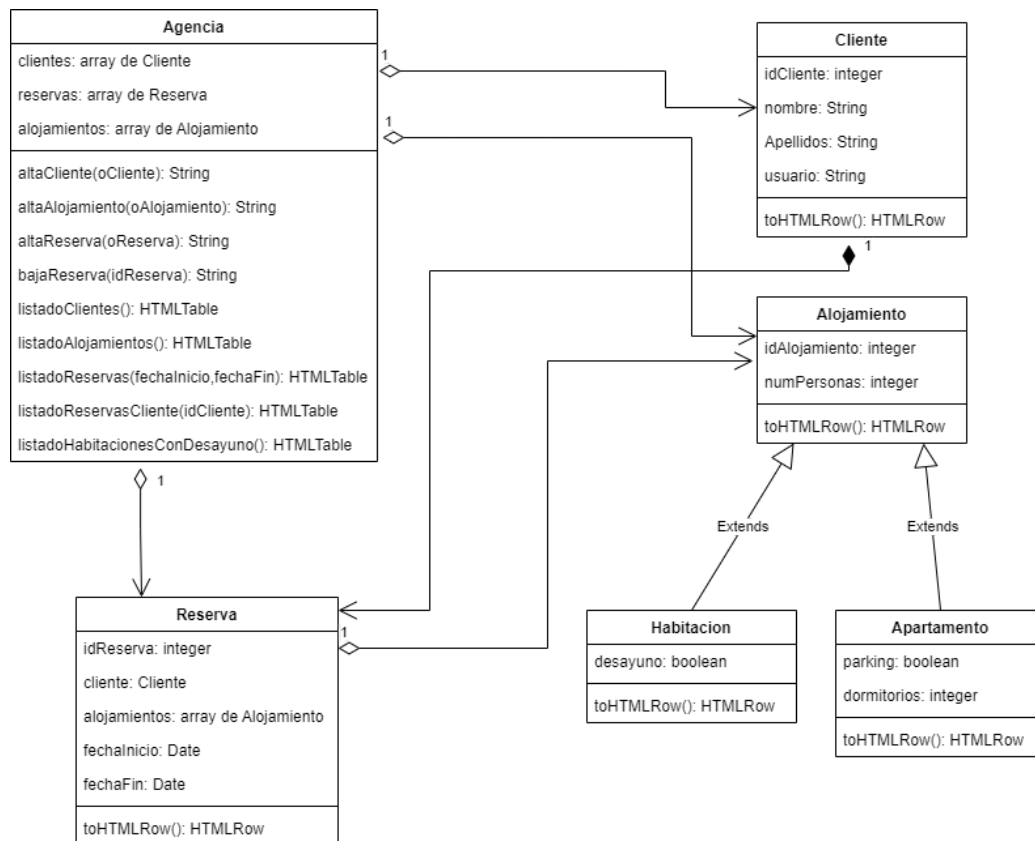 Agencia
clientes: array de Cliente
reservas: array de Reserva
alojamientos: array de Alojamiento
altaCliente(oCliente): String
altaAlojamiento(oAlojamiento): String
altaReserva(oReserva): String
bajaReserva(idReserva): String
listadoClientes(): HTMLTable
listadoAlojamientos(): HTMLTable
listadoReservas(fechaInicio,fechaFin): HTMLTable
listadoReservasCliente(idCliente): HTMLTable
listadoHabitacionesConDesayuno(): HTMLTable
1
1
1
Cliente
idCliente: integer
nombre: String
Apellidos: String
usuario: String
toHTMLRow(): HTMLRow
1
Alojamiento
idAlojamiento: integer
numPersonas: integer
toHTMLRow(): HTMLRow
Extends
Extends
Reserva
idReserva: integer
cliente: Cliente
alojamientos: array de Alojamiento
fechaInicio: Date
fechaFin: Date
toHTMLRow(): HTMLRow
1
Habitacion
desayuno: boolean
toHTMLRow(): HTMLRow
Apartamento
parking: boolean
dormitorios: integer
toHTMLRow(): HTMLRow